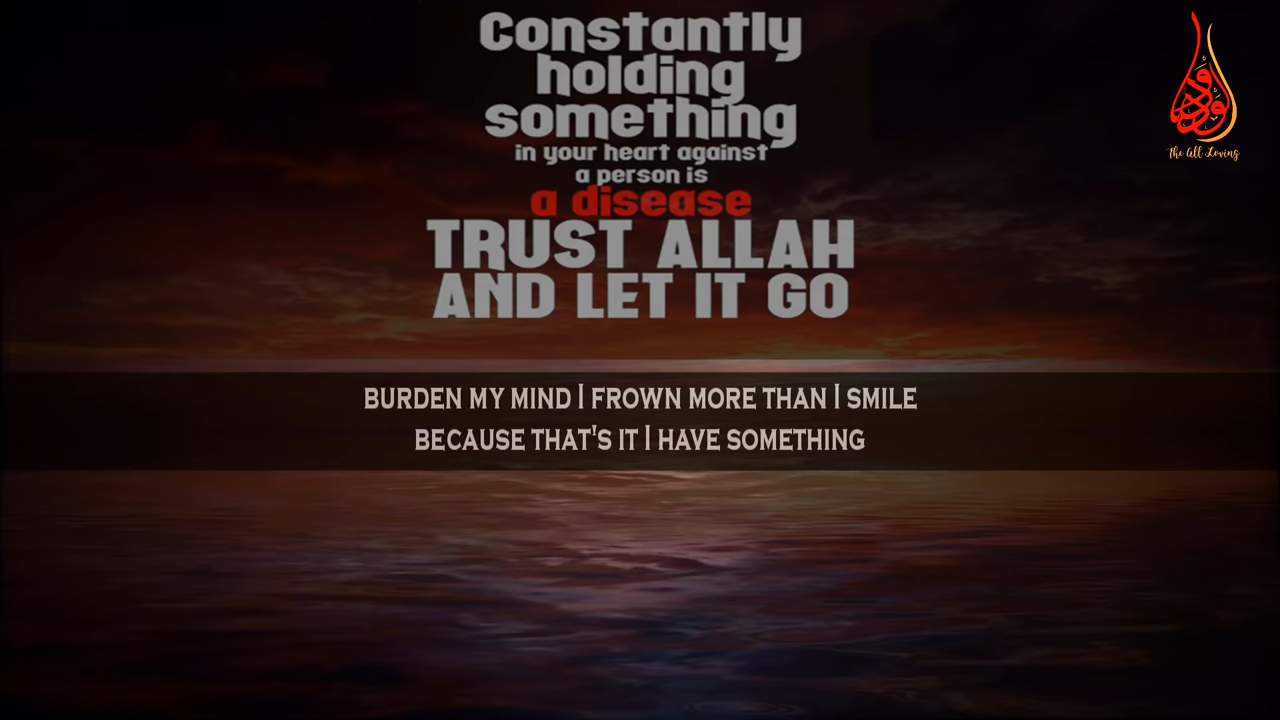 Constantly
holding
something
in your heart against
a person is
a disease
TRUST ALLAH
AND LET IT GO
الودود
The All Loving
BURDEN MY MIND I FROWN MORE THAN I SMILE
BECAUSE THAT'S IT I HAVE SOMETHING